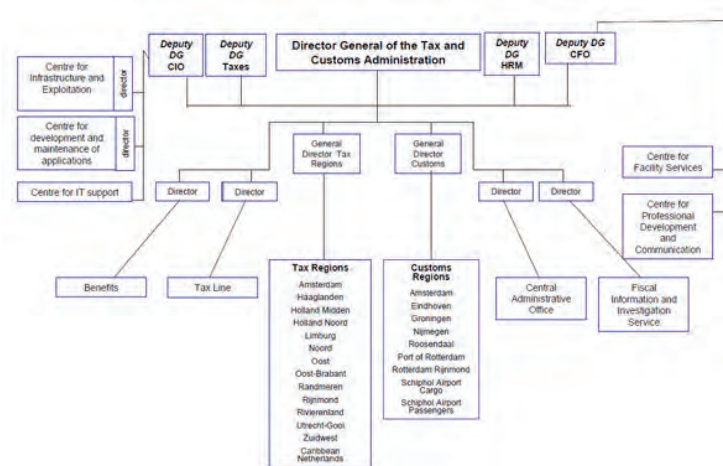 Deputy
DG
CIO
Deputy
DG
Taxes
Director General of the Tax and
Customs Administration
Deputy
DG
HRM
Deputy DG
CFO
Centre for
Infrastructure and
Exploitation
director
Centre for
development and
maintenance of
applications
director
Centre for IT support
General
Director Tax
Regions
General
Director
Customs
Director
Director
Director
Director
Centre for
Facility Services
Centre for
Professional
Development
and
Communication
Benefits
Tax Line
Tax Regions
Amsterdam
Haaglanden
Holland Midden
Holland Noord
Limburg
Noord
Oost
Oost-Brabant
Randmeren
Rijnmond
Rivierenland
Utrecht-Gooi
Zuidwest
Caribbean
Netherlands
Customs
Regions
Amsterdam
Eindhoven
Groningen
Nijmegen
Roosendaal
Port of Rotterdam
Rotterdam Rijnmond
Schiphol Airport
Cargo
Schiphol Airport
Passengers
Central
Administrative
Office
Fiscal
Information and
Investigation
Service